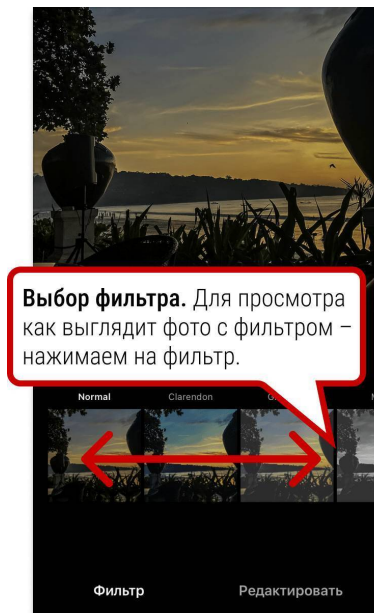 Выбор фильтра. Для просмотра
как выглядит фото с фильтром –
нажимаем на фильтр.
Normal
Clarendon
Фильтр
Редактировать